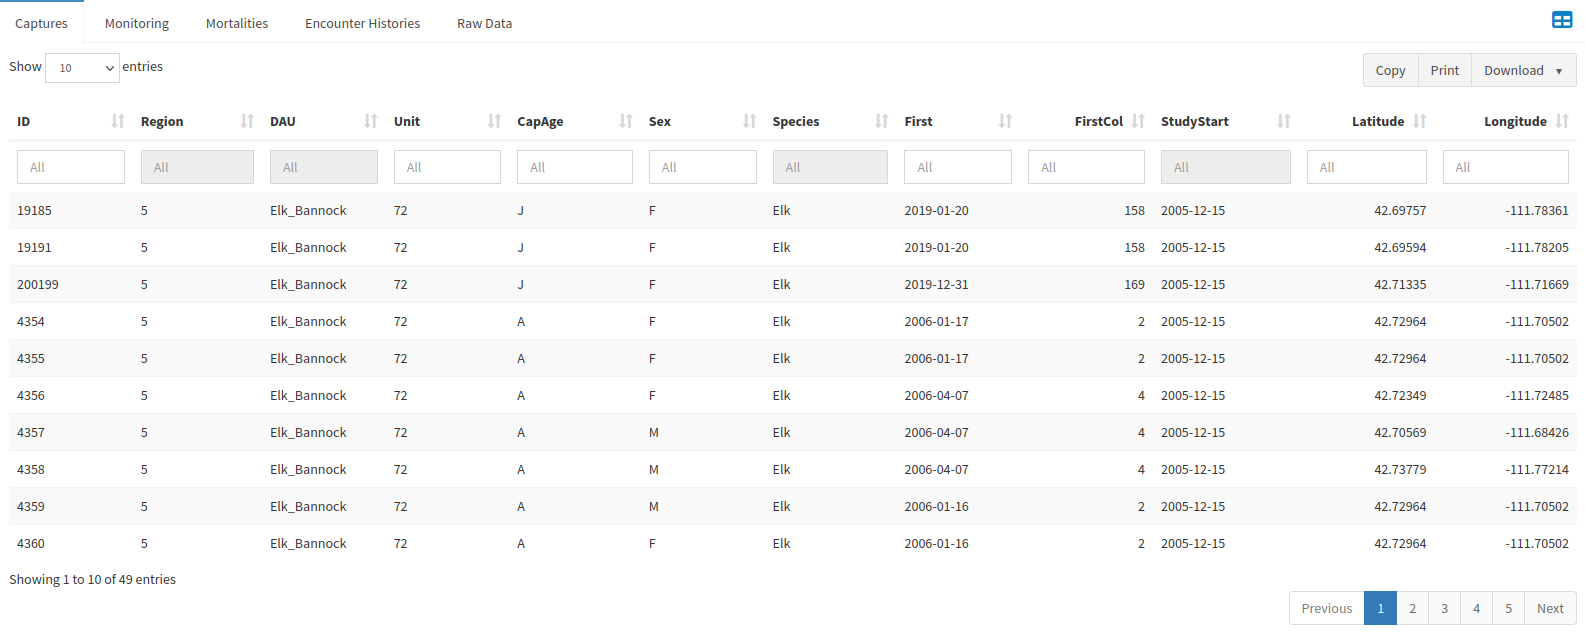 Captures Monitoring Mortalities Encounter Histories Raw Data
Show 10 entries Copy Print Download
ID Region DAU Unit CapAge Sex Species First FirstCol StudyStart Latitude Longitude
All All All All All All All All All All All All
19185 5 Elk_Bannock 72 J F Elk 2019-01-20 158 2005-12-15 42.69757 -111.78361
19191 5 Elk_Bannock 72 J F Elk 2019-01-20 158 2005-12-15 42.69594 -111.78205
200199 5 Elk_Bannock 72 J F Elk 2019-12-31 169 2005-12-15 42.71335 -111.71669
4354 5 Elk_Bannock 72 A F Elk 2006-01-17 2 2005-12-15 42.72964 -111.70502
4355 5 Elk_Bannock 72 A F Elk 2006-01-17 2 2005-12-15 42.72964 -111.70502
4356 5 Elk_Bannock 72 A F Elk 2006-04-07 4 2005-12-15 42.72349 -111.72485
4357 5 Elk_Bannock 72 A M Elk 2006-04-07 4 2005-12-15 42.70569 -111.68426
4358 5 Elk_Bannock 72 A M Elk 2006-04-07 4 2005-12-15 42.73779 -111.77214
4359 5 Elk_Bannock 72 A M Elk 2006-01-16 2 2005-12-15 42.72964 -111.70502
4360 5 Elk_Bannock 72 A F Elk 2006-01-16 2 2005-12-15 42.72964 -111.70502
Showing 1 to 10 of 49 entries
Previous 1 2 3 4 5 Next